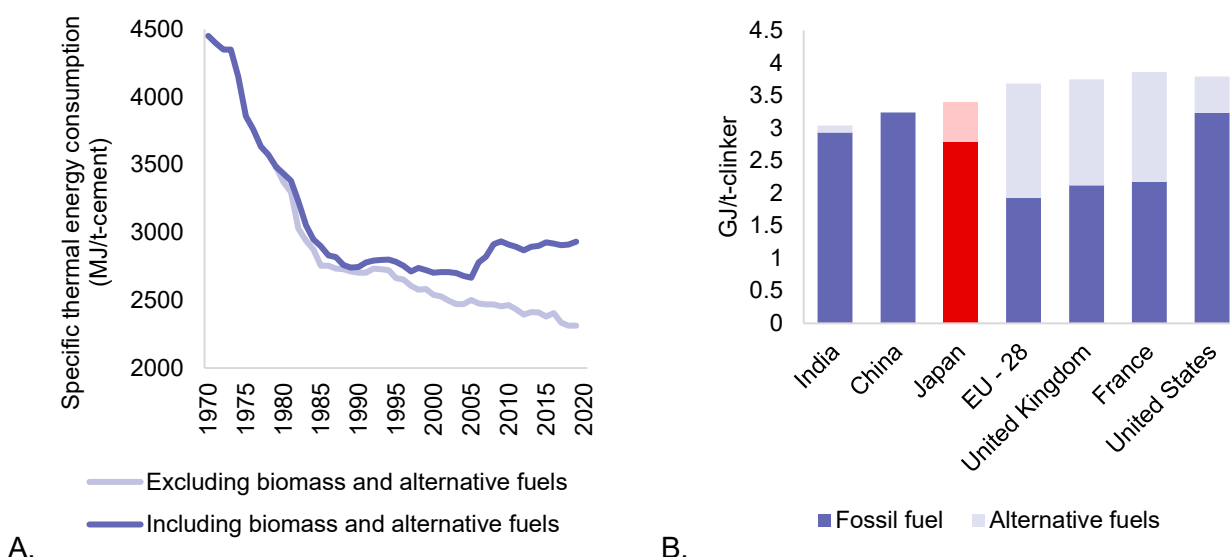 Specific thermal energy consumption
(MJ/t-cement)
4500
4000
3500
3000
2500
2000
1970
1975
1980
1985
1990
1995
2000
2005
2010
2015
2020
Excluding biomass and alternative fuels
Including biomass and alternative fuels
A.
GJ/t-clinker
4.5
4
3.5
3
2.5
2
1.5
1
0.5
0
India
China
Japan
EU - 28
United Kingdom
France
United States
Fossil fuel
Alternative fuels
B.